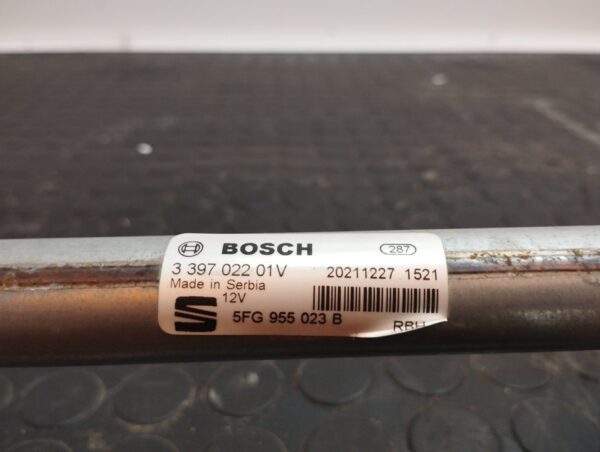 BOSCH 287
3 397 022 01V 20211227 1521
Made in Serbia
12V
5FG 955 023 B RBH